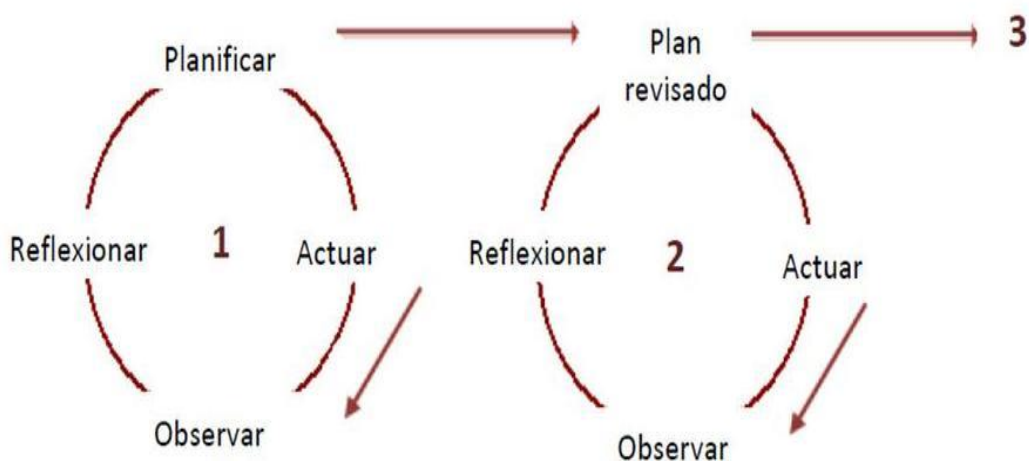 Planificar
Plan
revisado
3
Reflexionar
1
Actuar
Reflexionar
2
Actuar
Observar
Observar